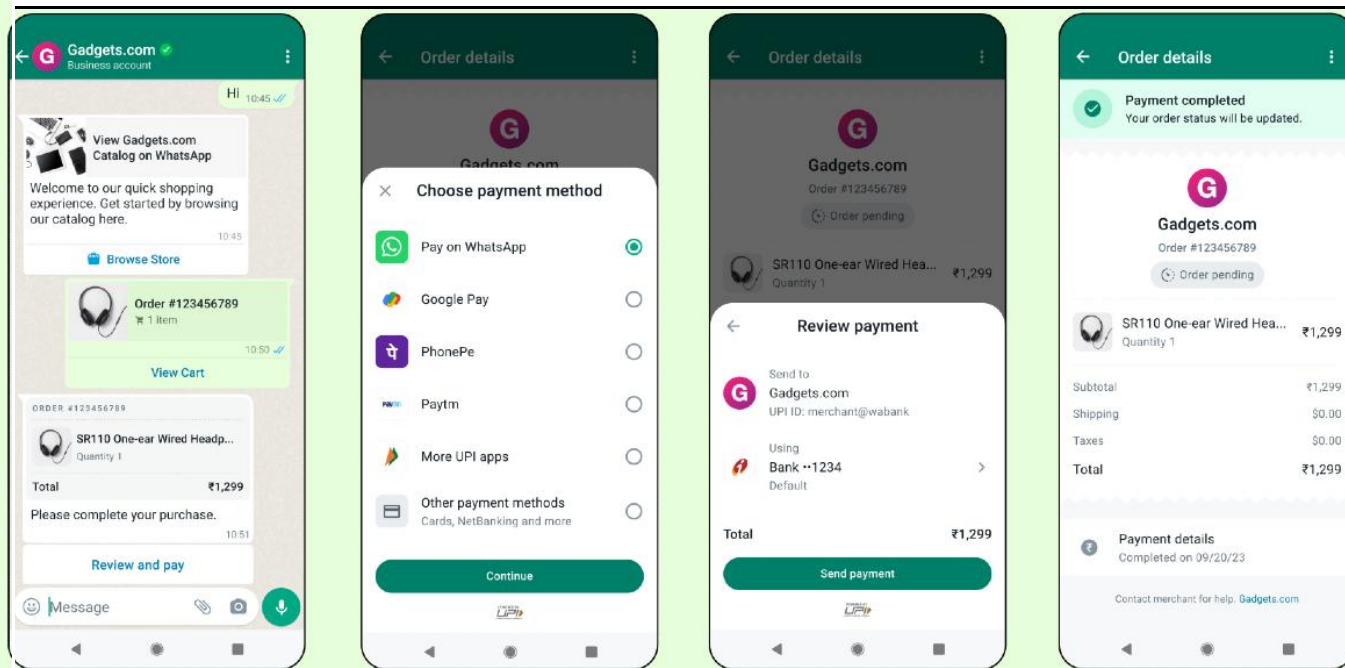 G
Gadgets.com
Business account
Hi 10:45
View Gadgets.com
Catalog on WhatsApp
Welcome to our quick shopping
experience. Get started by browsing
our catalog here.
10:45
Browse Store
Order #123456789
1 item
10:50
View Cart
ORDER #123456789
SR110 One-ear Wired Headp...
Quantity 1
Total ₹1,299
Please complete your purchase.
10:51
Review and pay
Message
Order details
G
Gadgets.com
Choose payment method
Pay on WhatsApp
Google Pay
पे
PhonePe
Paytm
Paytm
More UPI apps
Other payment methods
Cards, NetBanking and more
Continue
UPI
Order details
G
Gadgets.com
Order #123456789
Order pending
SR110 One-ear Wired Hea... ₹1,299
Quantity 1
Review payment
Send to
G
Gadgets.com
UPI ID: merchant@wabank
Using
Bank ··1234
Default
Total ₹1,299
Send payment
UPI
Order details
Payment completed
Your order status will be updated.
G
Gadgets.com
Order #123456789
Order pending
SR110 One-ear Wired Hea... ₹1,299
Quantity 1
Subtotal ₹1,299
Shipping $0.00
Taxes $0.00
Total ₹1,299
₹
Payment details
Completed on 09/20/23
Contact merchant for help. Gadgets.com